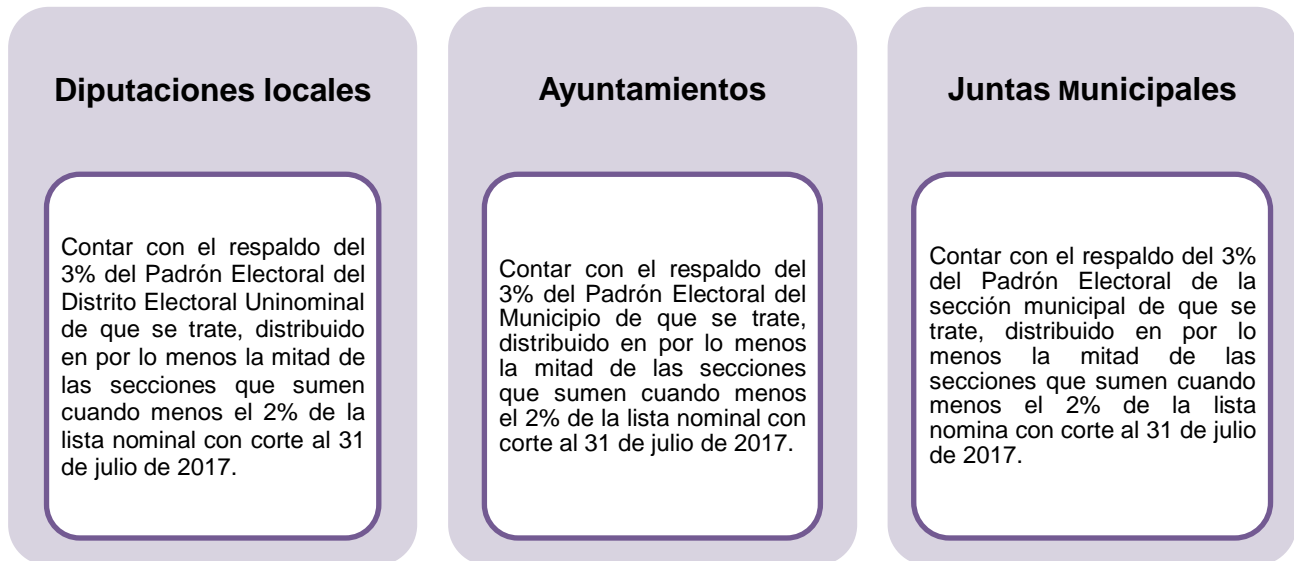 Diputaciones locales
Contar con el respaldo del
3% del Padrón Electoral del
Distrito Electoral Uninominal
de que se trate, distribuido
en por lo menos la mitad de
las secciones que sumen
cuando menos el 2% de la
lista nominal con corte al 31
de julio de 2017.
Ayuntamientos
Contar con el respaldo del
3% del Padrón Electoral del
Municipio de que se trate,
distribuido en por lo menos
la mitad de las secciones
que sumen cuando menos
el 2% de la lista nominal con
corte al 31 de julio de 2017.
Juntas Municipales
Contar con el respaldo del 3%
del Padrón Electoral de la
sección municipal de que se
trate, distribuido en por lo
menos la mitad de las
secciones que sumen cuando
menos el 2% de la lista
nomina con corte al 31 de julio
de 2017.